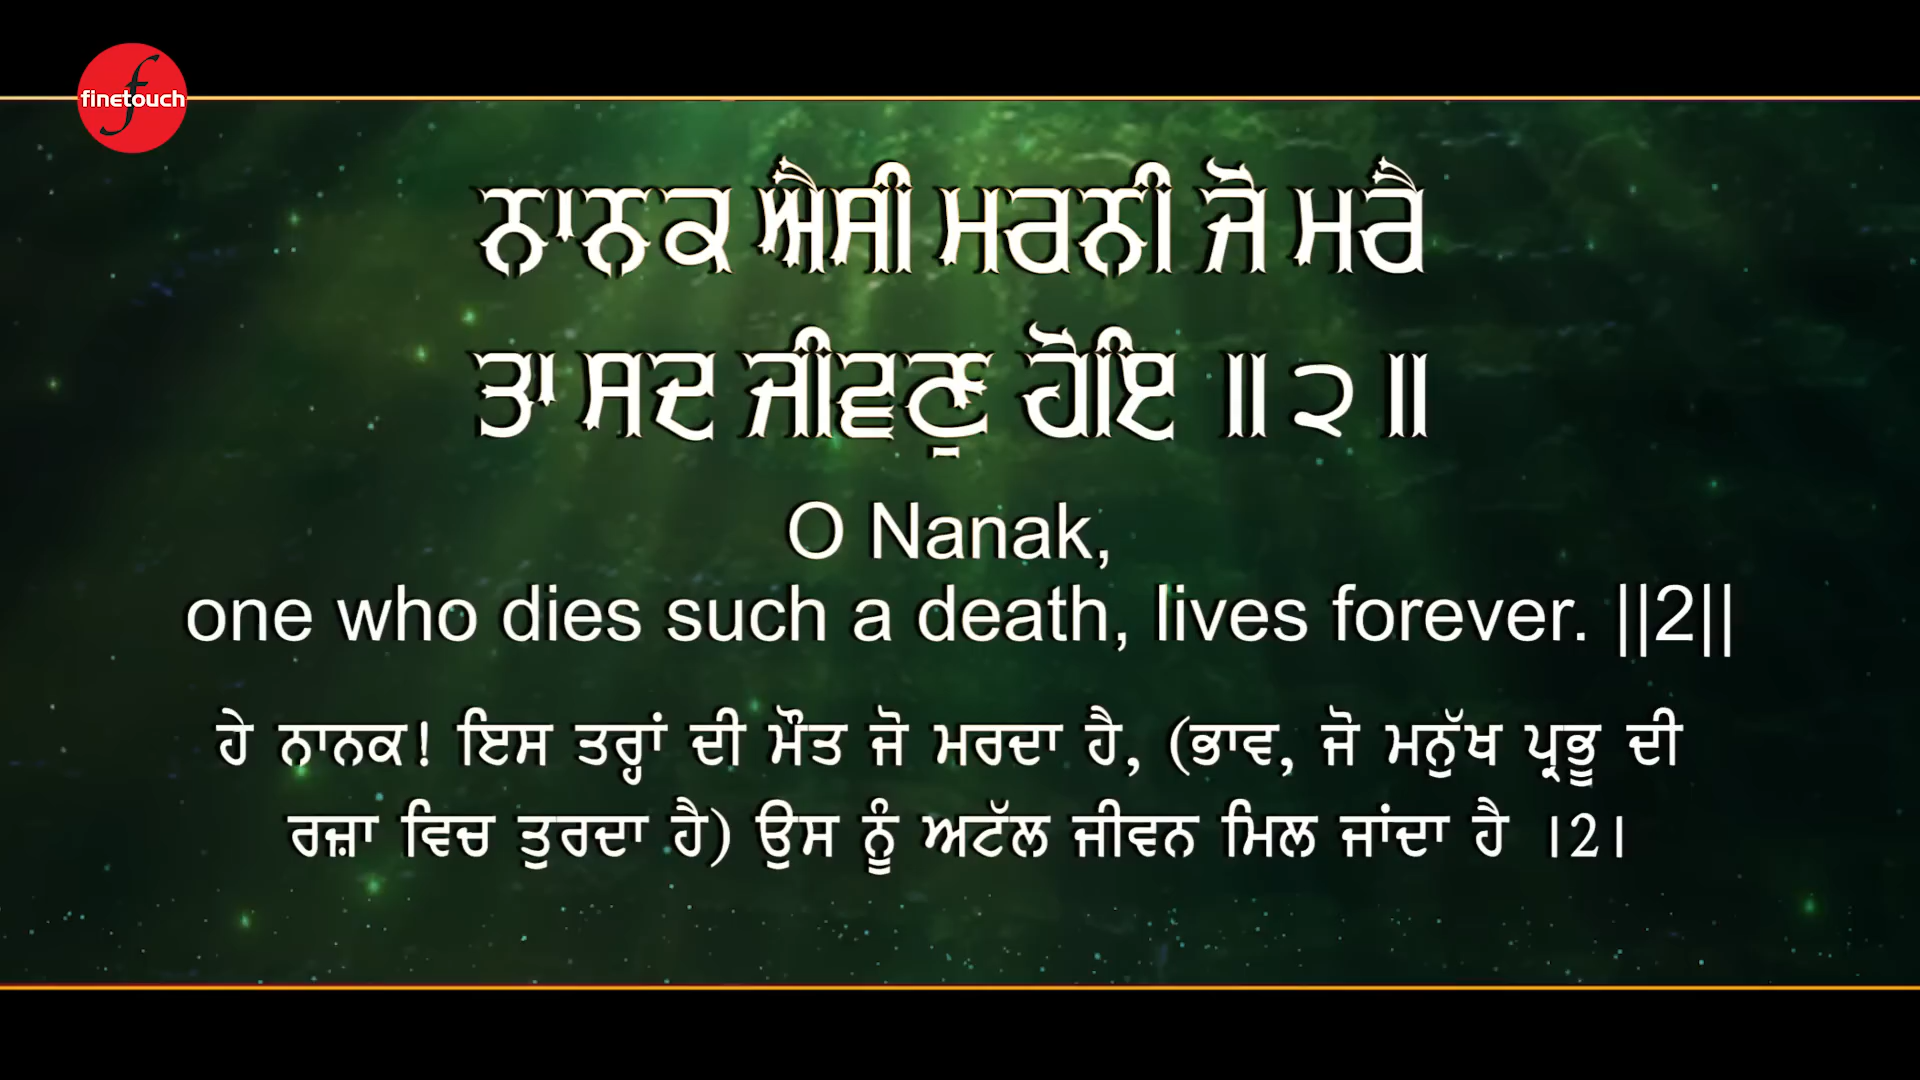 finetouch
ਨਾਨਕ ਐਸੀ ਮਰਨੀ ਜੋ ਮਰੈ
ਤਾ ਸਦ ਜੀਵਣੁ ਹੋਇ ॥੨॥
O Nanak,
one who dies such a death, lives forever. ||2||
ਹੇ ਨਾਨਕ! ਇਸ ਤਰ੍ਹਾਂ ਦੀ ਮੌਤ ਜੋ ਮਰਦਾ ਹੈ, (ਭਾਵ, ਜੋ ਮਨੁੱਖ ਪ੍ਰਭੂ ਦੀ
ਰਜ਼ਾ ਵਿਚ ਤੁਰਦਾ ਹੈ) ਉਸ ਨੂੰ ਅਟੱਲ ਜੀਵਨ ਮਿਲ ਜਾਂਦਾ ਹੈ ।2।